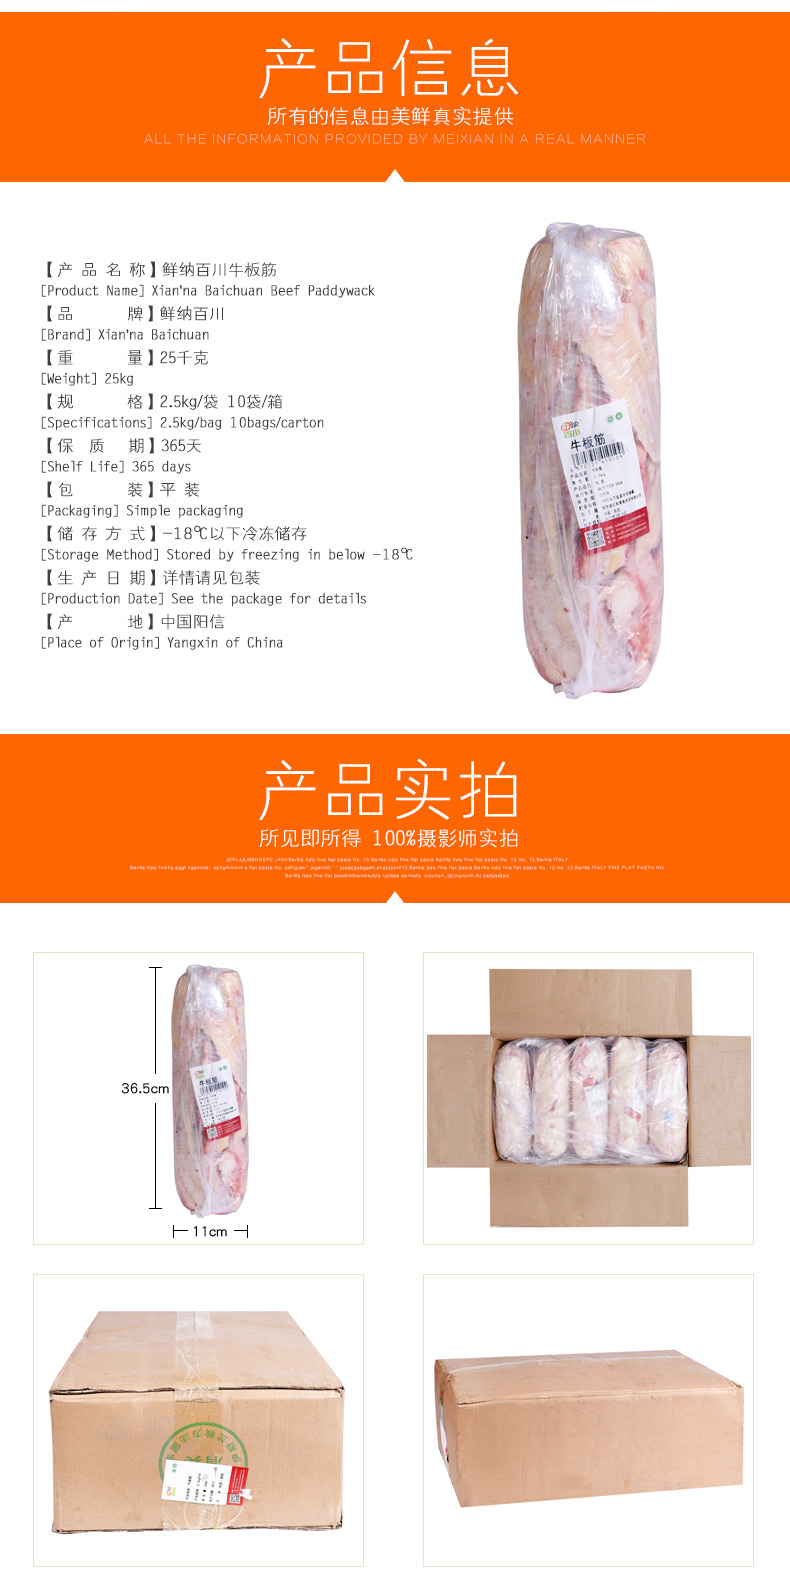 产品信息
所有的信息由美鲜真实提供
ALL THE INFORMATION PROVIDED BY MEIXIAN IN A REAL MANNER
【产 品 名 称】鲜纳百川牛板筋
[Product Name] Xian'na Baichuan Beef Paddywack
【品 牌】鲜纳百川
[Brand] Xian'na Baichuan
【重 量】25千克
[Weight] 25kg
【规 格】2.5kg/袋 10袋/箱
[Specifications] 2.5kg/bag 10bags/carton
【保 质 期】365天
[Shelf Life] 365 days
【包 装】平 装
[Packaging] Simple packaging
【储 存 方 式】-18℃以下冷冻储存
[Storage Method] Stored by freezing in below -18℃
【生 产 日 期】详情请见包装
[Production Date] See the package for details
【产 地】中国阳信
[Place of Origin] Yangxin of China
牛板筋
产品实拍
所见即所得 100%摄影师实拍
36.5cm
牛板筋
11cm